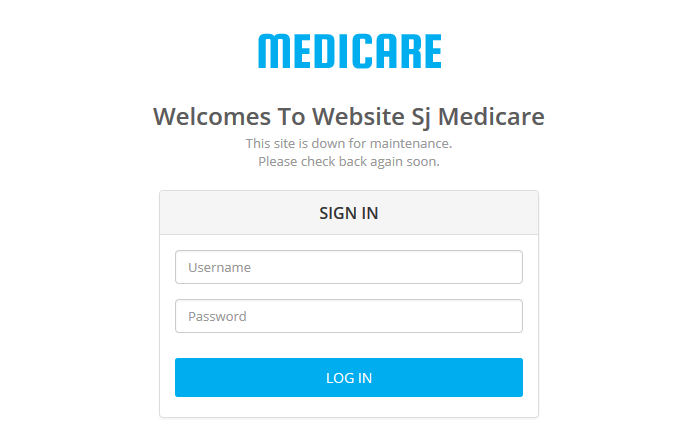 MEDICARE
Welcomes To Website Sj Medicare
This site is down for maintenance.
Please check back again soon.
SIGN IN
Username
Password
LOG IN